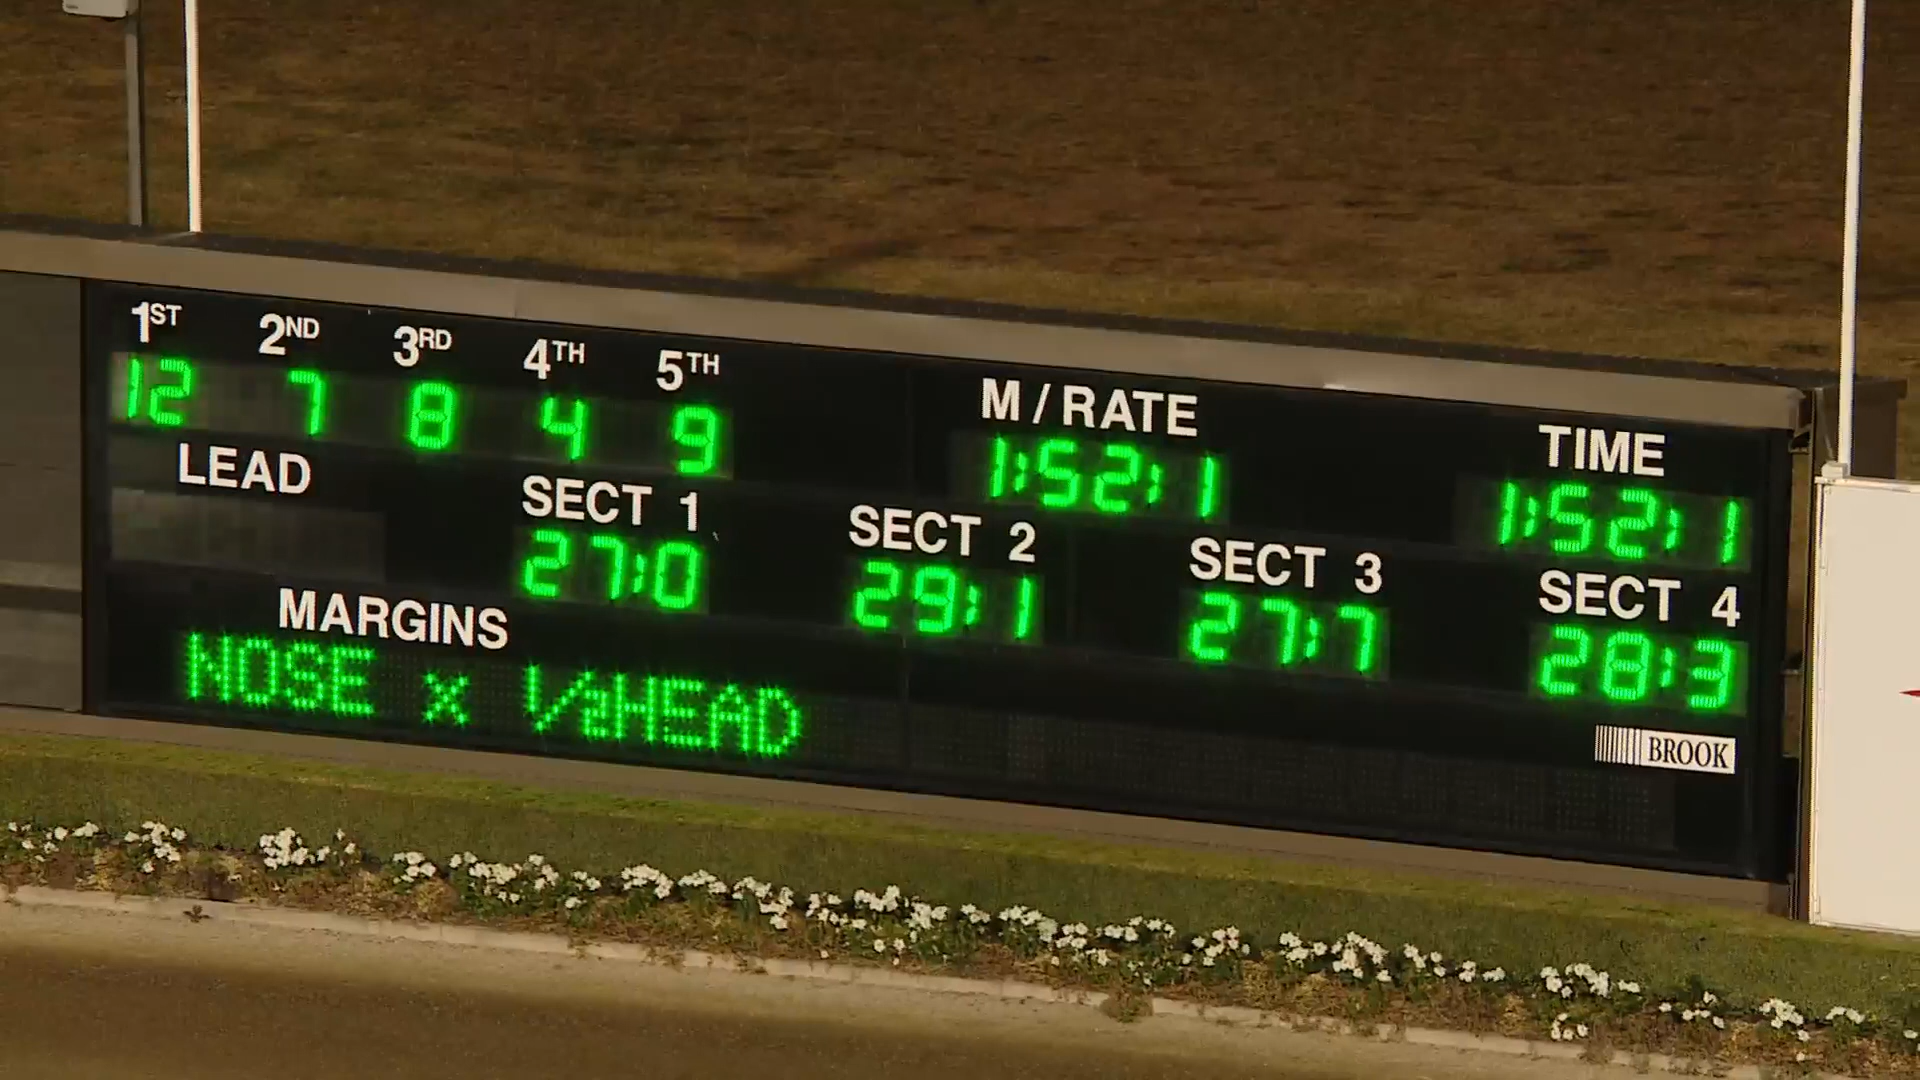 1ST 2ND 3RD 4TH 5TH
12 7 8 4 9
M/RATE
1:52:1
TIME
1:52:1
LEAD
SECT 1
27:0
SECT 2
29:1
SECT 3
27:7
SECT 4
28:3
MARGINS
NOSE x 1/2HEAD
BROOK